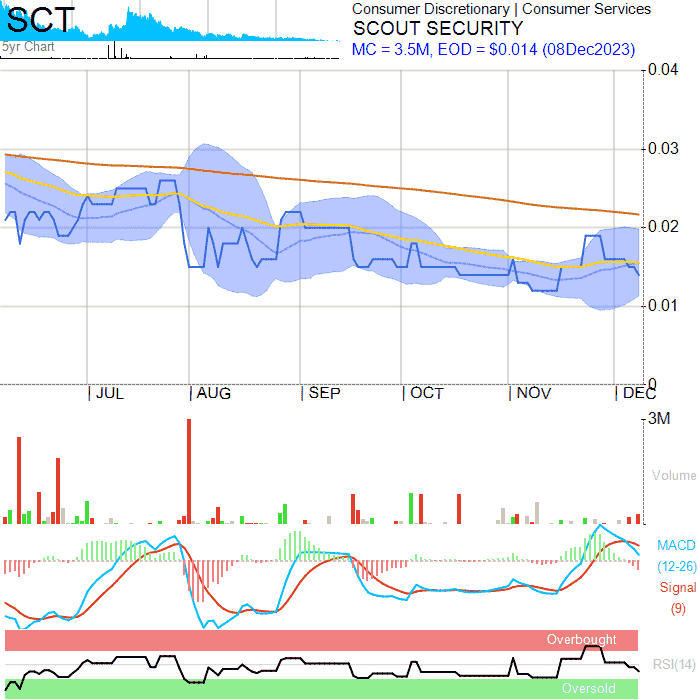 SCT
5yr Chart
Consumer Discretionary | Consumer Services
SCOUT SECURITY
MC = 3.5M, EOD = $0.014 (08Dec2023)
0.04
0.03
0.02
0.01
0
JUL
AUG
SEP
OCT
NOV
DEC
3M
Volume
MACD
(12-26)
Signal
(9)
Overbought
RSI(14)
Oversold